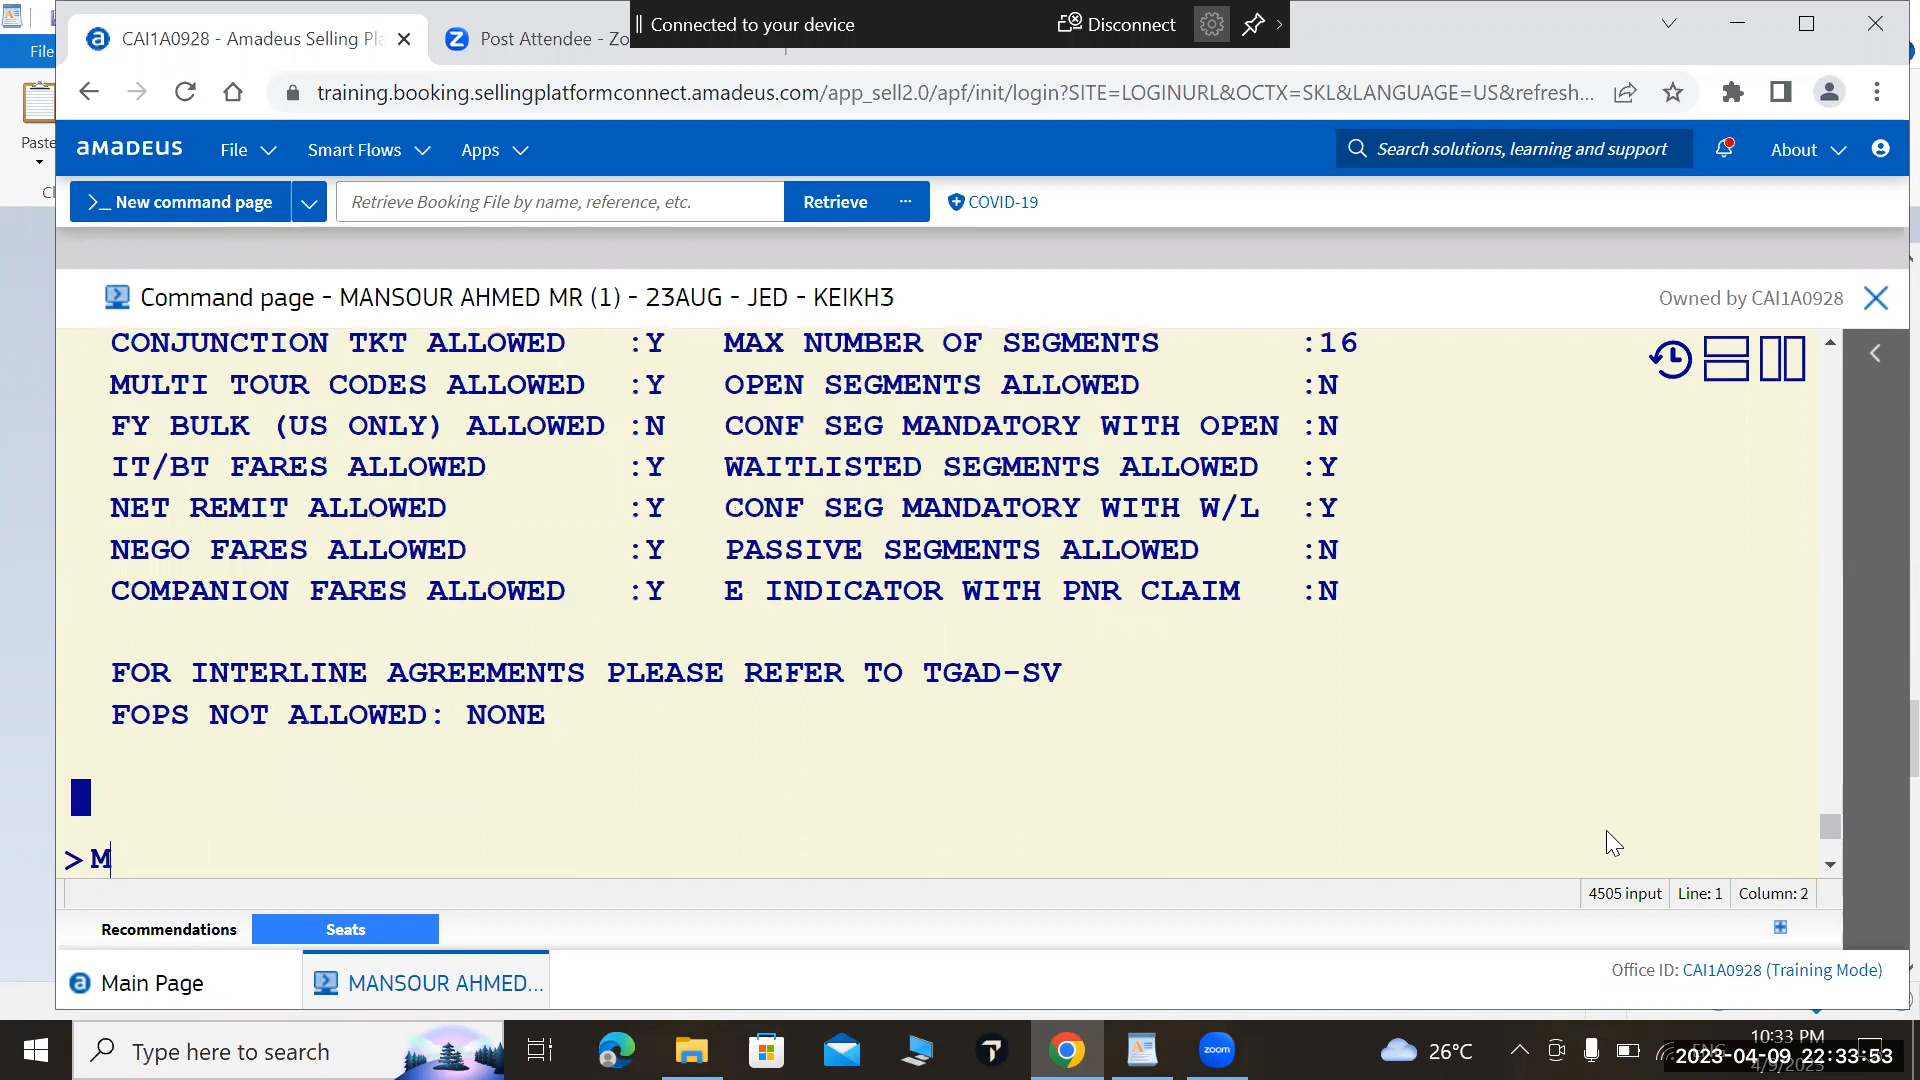 Connected to your device
Disconnect
CAI1A0928 - Amadeus Selling Pla
Post Attendee - Zo
File
training.booking.sellingplatformconnect.amadeus.com/app_sell2.0/apf/init/login?SITE=LOGINURL&OCTX=SKL&LANGUAGE=US&refresh...
Paste
amadeus
File
Smart Flows
Apps
Search solutions, learning and support
About
>_ New command page
Retrieve Booking File by name, reference, etc.
Retrieve
...
COVID-19
Command page - MANSOUR AHMED MR (1) - 23AUG - JED - KEIKH3
Owned by CAI1A0928
CONJUNCTION TKT ALLOWED :Y MAX NUMBER OF SEGMENTS :16
MULTI TOUR CODES ALLOWED :Y OPEN SEGMENTS ALLOWED :N
FY BULK (US ONLY) ALLOWED :N CONF SEG MANDATORY WITH OPEN :N
IT/BT FARES ALLOWED :Y WAITLISTED SEGMENTS ALLOWED :Y
NET REMIT ALLOWED :Y CONF SEG MANDATORY WITH W/L :Y
NEGO FARES ALLOWED :Y PASSIVE SEGMENTS ALLOWED :N
COMPANION FARES ALLOWED :Y E INDICATOR WITH PNR CLAIM :N
FOR INTERLINE AGREEMENTS PLEASE REFER TO TGAD-SV
FOPS NOT ALLOWED: NONE
> M
4505 input
Line: 1
Column: 2
Recommendations
Seats
Main Page
MANSOUR AHMED...
Office ID: CAI1A0928 (Training Mode)
Type here to search
zoom
26°C
10:33 PM
2023-04-09 22:33:53
4/9/2023